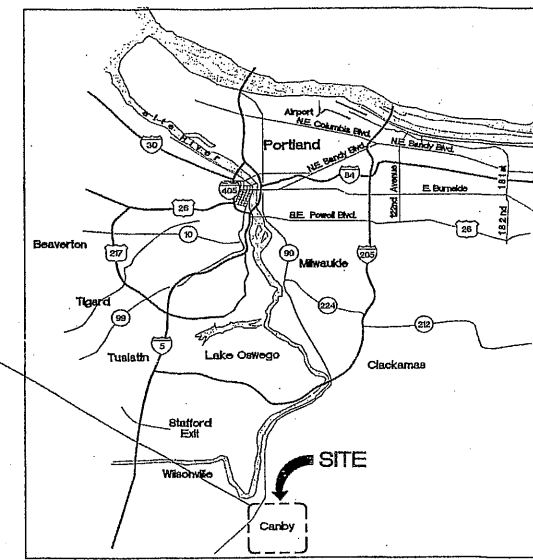 Airport
N.E. Columbia Blvd.
Portland
ette River
30
N.E. Sandy Blvd.
N.E. Sandy Blvd.
84
405
122nd Avenue
E. Burnside
181st
182nd
26
S.E. Powell Blvd.
26
10
Beaverton
217
99
Milwaukie
205
Tigard
224
99
212
5
Tualatin
Lake Oswego
Clackamas
Stafford
Exit
Wilsonville
SITE
Canby